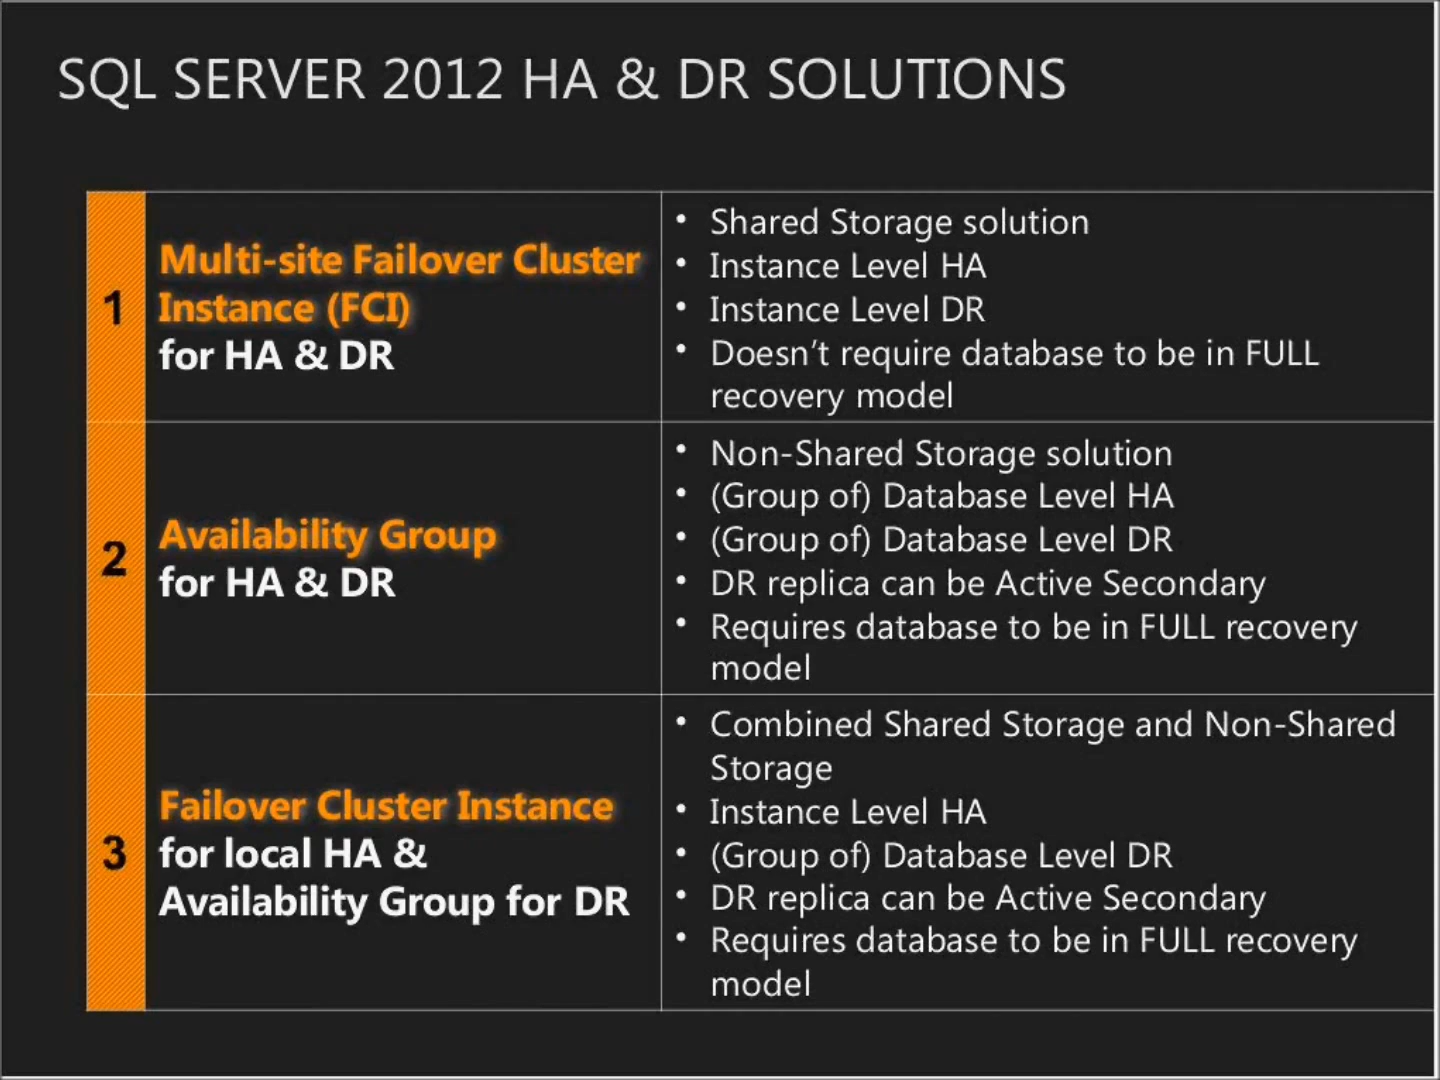 SQL SERVER 2012 HA & DR SOLUTIONS
1
Multi-site Failover Cluster
Instance (FCI)
for HA & DR
• Shared Storage solution
• Instance Level HA
• Instance Level DR
• Doesn’t require database to be in FULL
recovery model
2
Availability Group
for HA & DR
• Non-Shared Storage solution
• (Group of) Database Level HA
• (Group of) Database Level DR
• DR replica can be Active Secondary
• Requires database to be in FULL recovery
model
3
Failover Cluster Instance
for local HA &
Availability Group for DR
• Combined Shared Storage and Non-Shared
Storage
• Instance Level HA
• (Group of) Database Level DR
• DR replica can be Active Secondary
• Requires database to be in FULL recovery
model